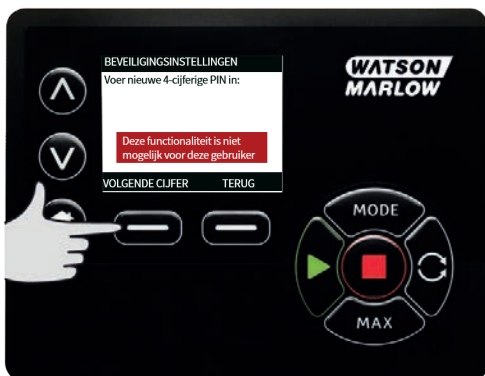 BEVEILIGINGSINSTELLINGEN
Voer nieuwe 4-cijferige PIN in:
Deze functionaliteit is niet
mogelijk voor deze gebruiker
VOLGENDE CIJFER TERUG
WATSON
MARLOW
MODE
MAX